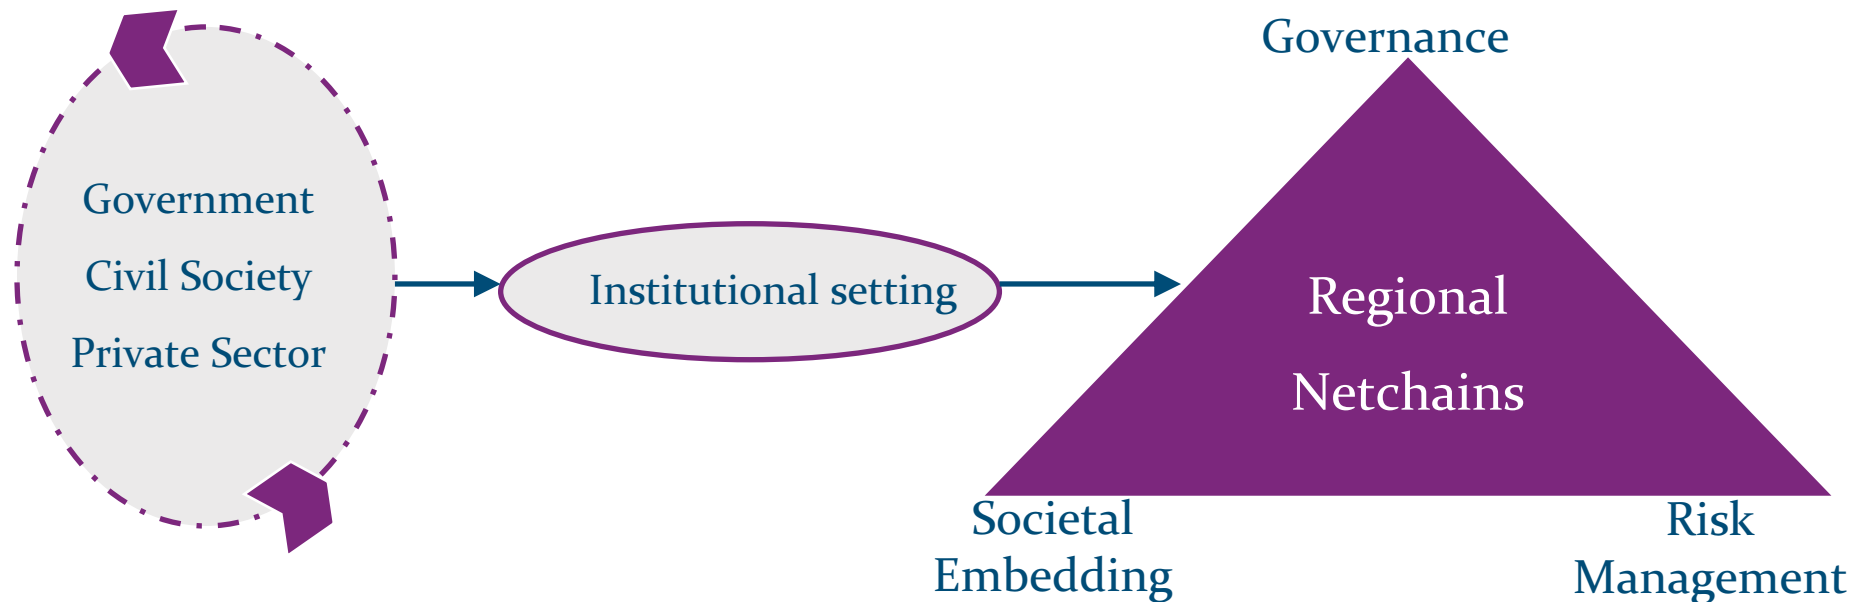 Government
Civil Society
Private Sector
Institutional setting
Governance
Regional
Netchains
Societal
Embedding
Risk
Management